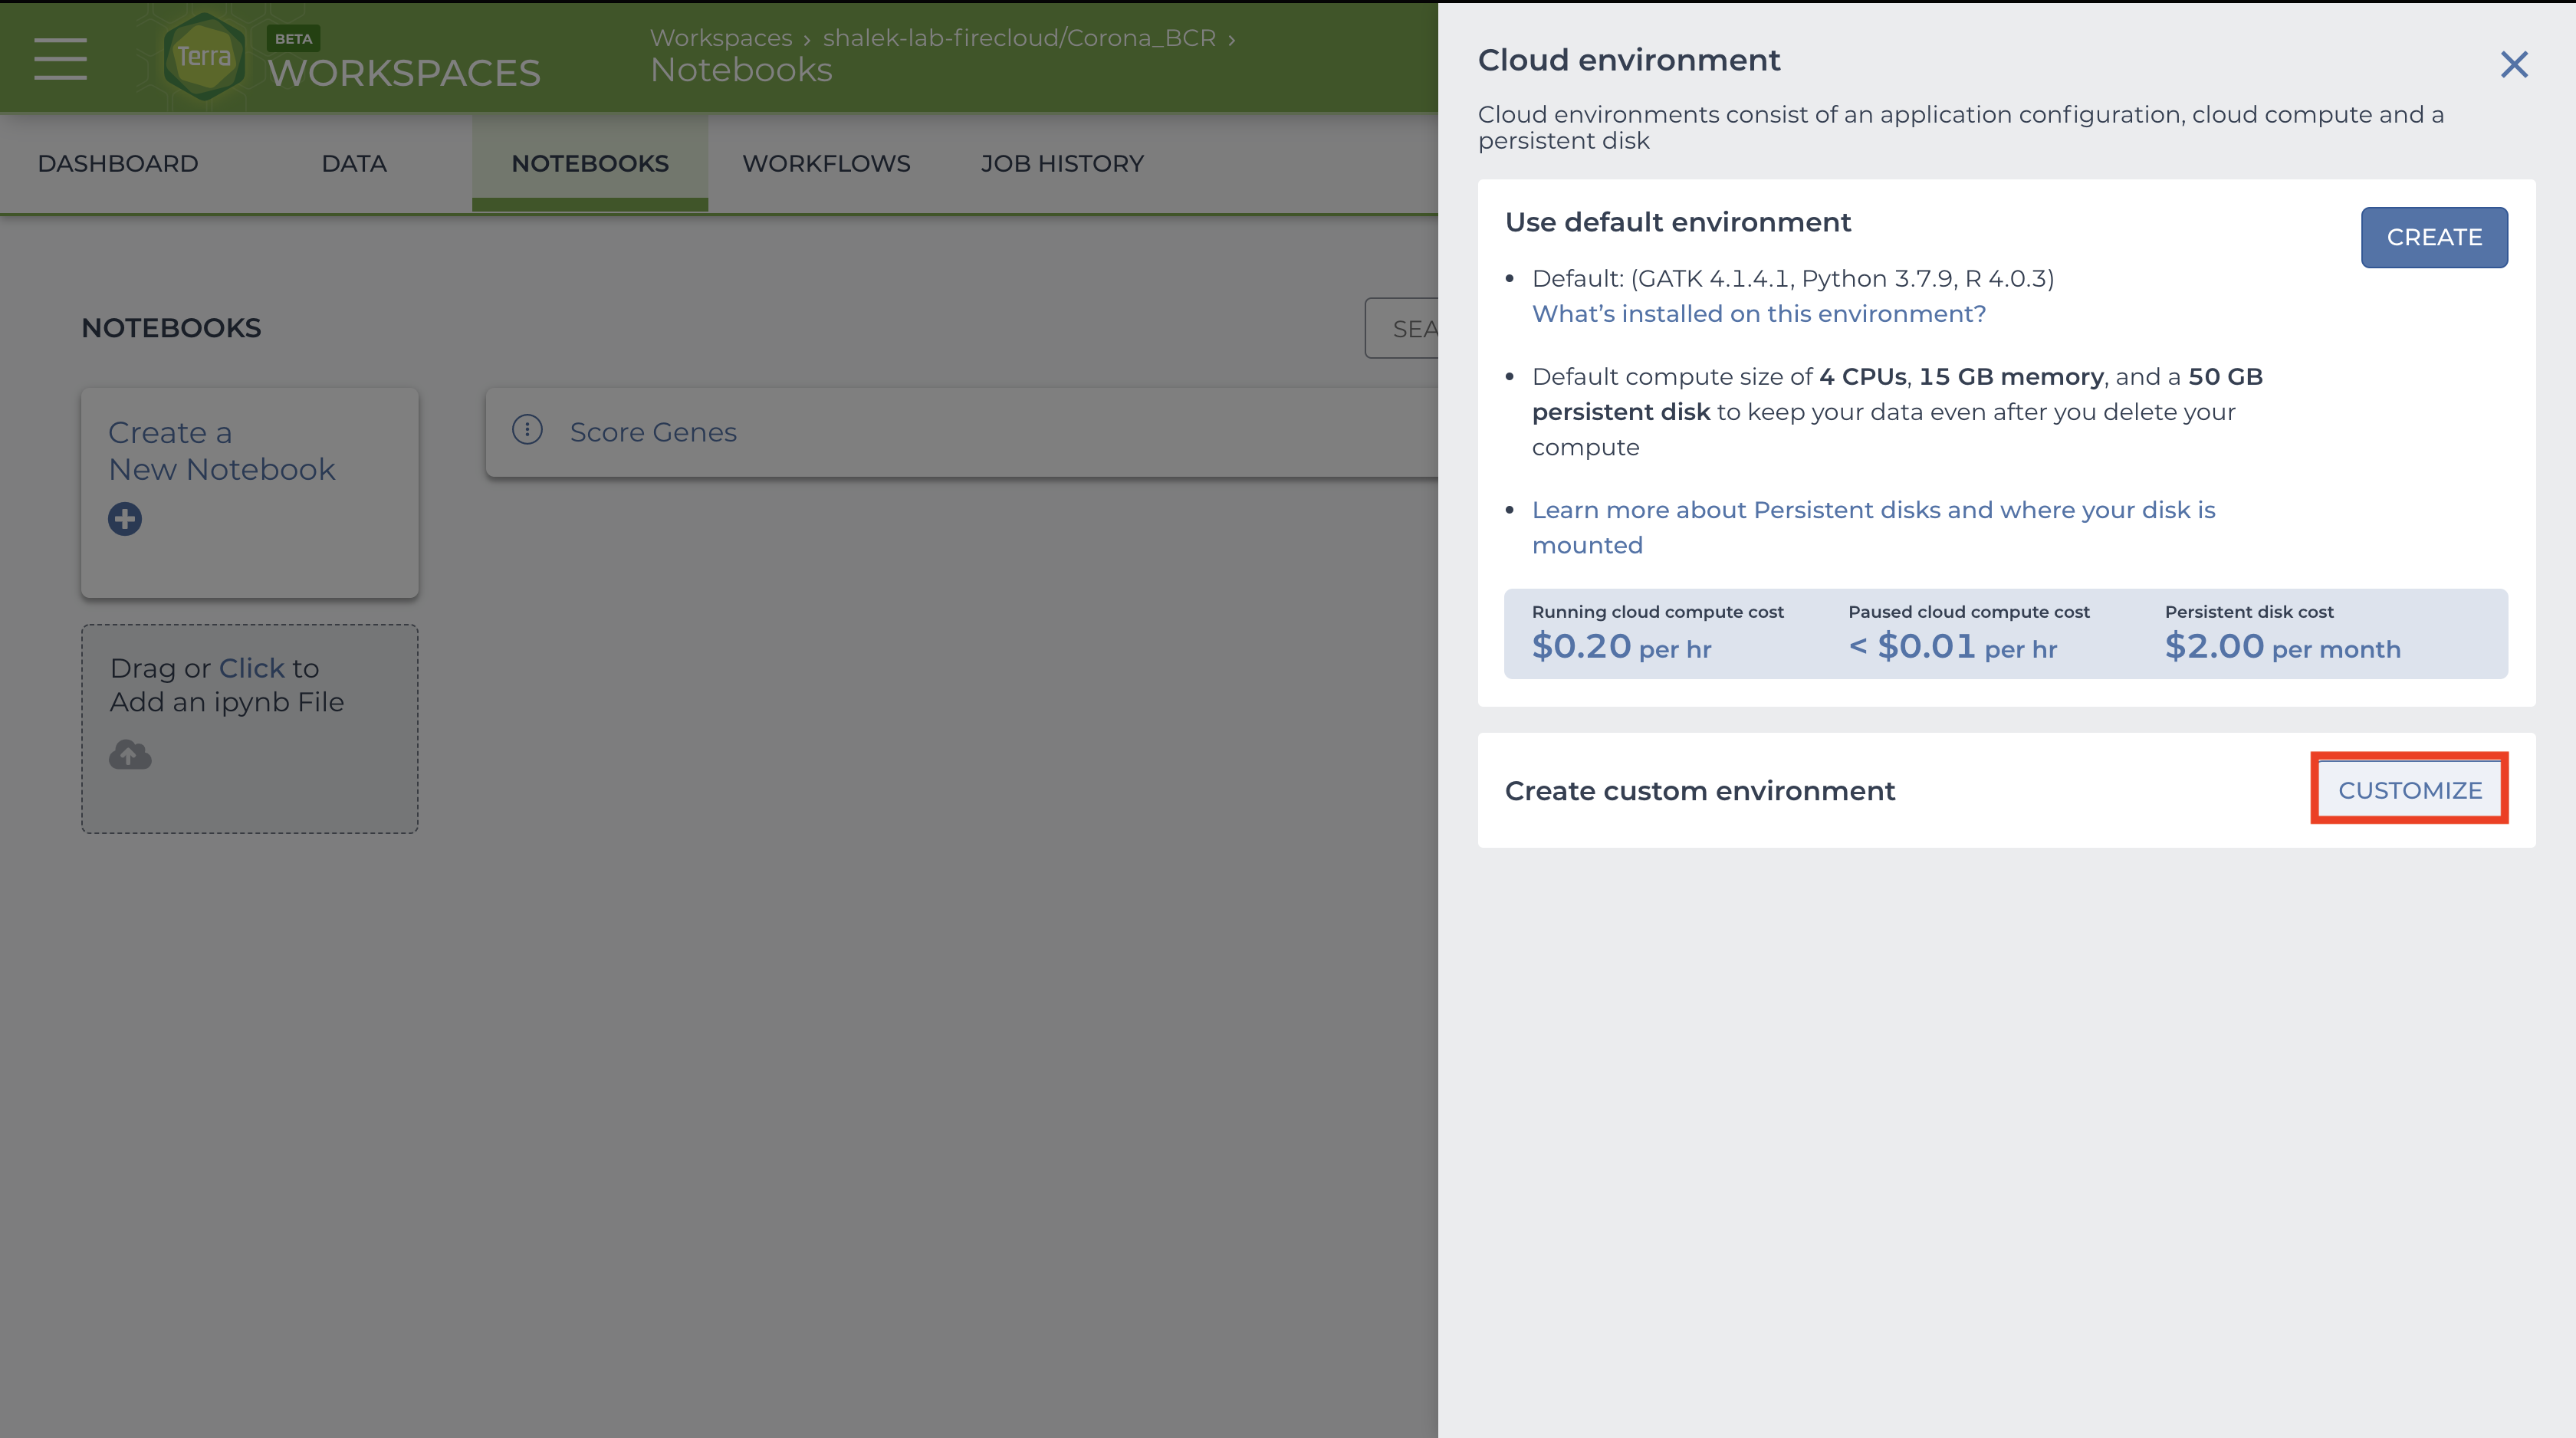 Terra
BETA
WORKSPACES
Workspaces › shalek-lab-firecloud/Corona_BCR ›
Notebooks
DASHBOARD
DATA
NOTEBOOKS
WORKFLOWS
JOB HISTORY
NOTEBOOKS
SEA
Create a
New Notebook
Score Genes
Drag or Click to
Add an ipynb File
Cloud environment
Cloud environments consist of an application configuration, cloud compute and a
persistent disk
Use default environment
CREATE
• Default: (GATK 4.1.4.1, Python 3.7.9, R 4.0.3)
What’s installed on this environment?
• Default compute size of 4 CPUs, 15 GB memory, and a 50 GB
persistent disk to keep your data even after you delete your
compute
• Learn more about Persistent disks and where your disk is
mounted
Running cloud compute cost
$0.20 per hr
Paused cloud compute cost
< $0.01 per hr
Persistent disk cost
$2.00 per month
Create custom environment
CUSTOMIZE